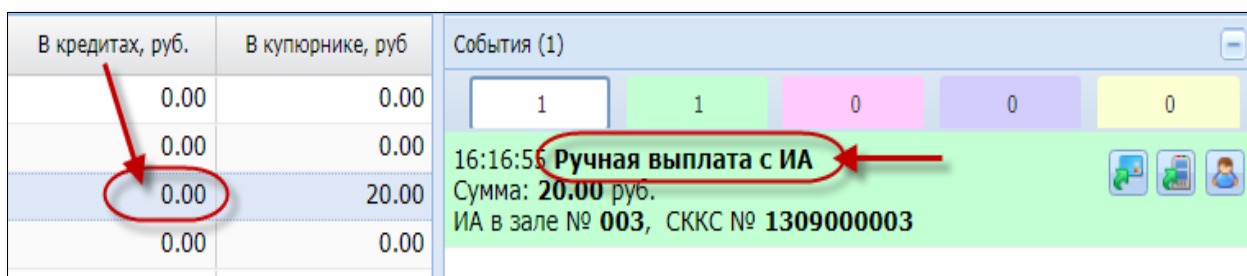 В кредитах, руб. В купюрнике, руб События (1)
1 1 0 0 0
0.00 0.00
0.00 0.00
0.00 20.00
0.00 0.00
16:16:55 Ручная выплата с ИА
Сумма: 20.00 руб.
ИА в зале № 003, СККС № 1309000003